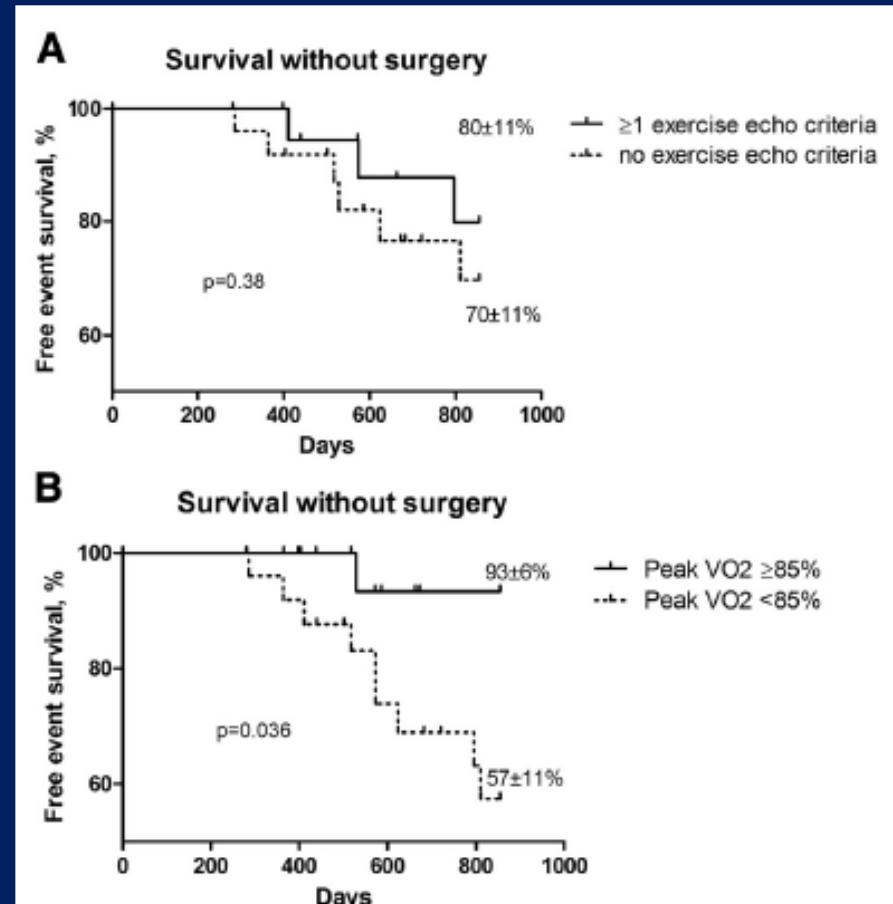 A
Survival without surgery
100
80
60
Free event survival, %
80±11%
70±11%
p=0.38
≥1 exercise echo criteria
no exercise echo criteria
0 200 400 600 800 1000
Days
B
Survival without surgery
100
80
60
Free event survival, %
93±6%
57±11%
p=0.036
Peak VO2 ≥85%
Peak VO2 <85%
0 200 400 600 800 1000
Days